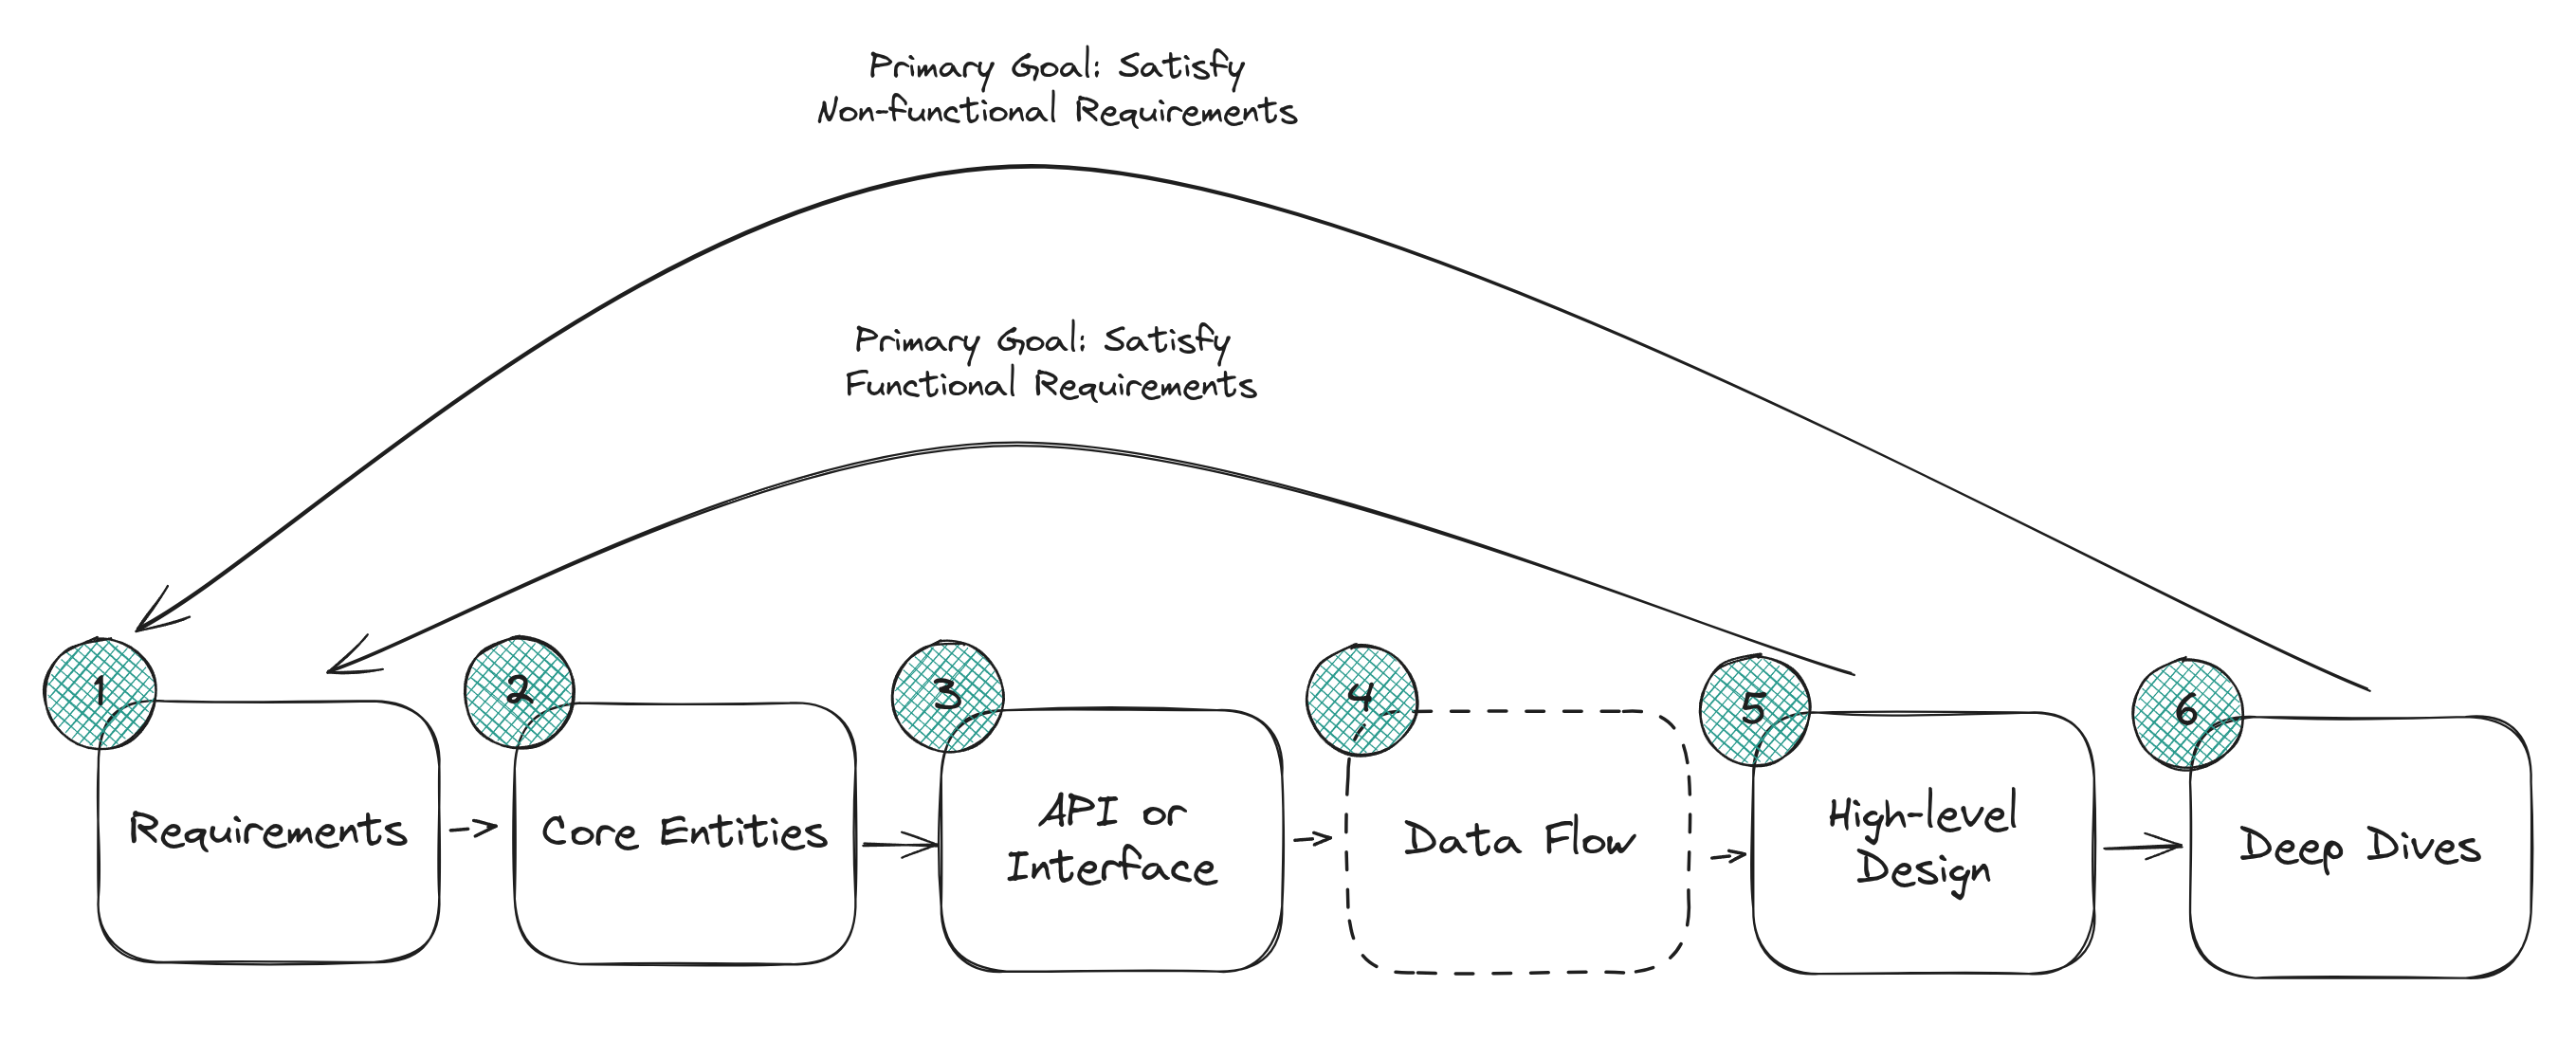 Primary Goal: Satisfy
Non-functional Requirements
Primary Goal: Satisfy
Functional Requirements
1
2
3
4
5
6
Requirements
Core Entities
API or
Interface
Data Flow
High-level
Design
Deep Dives